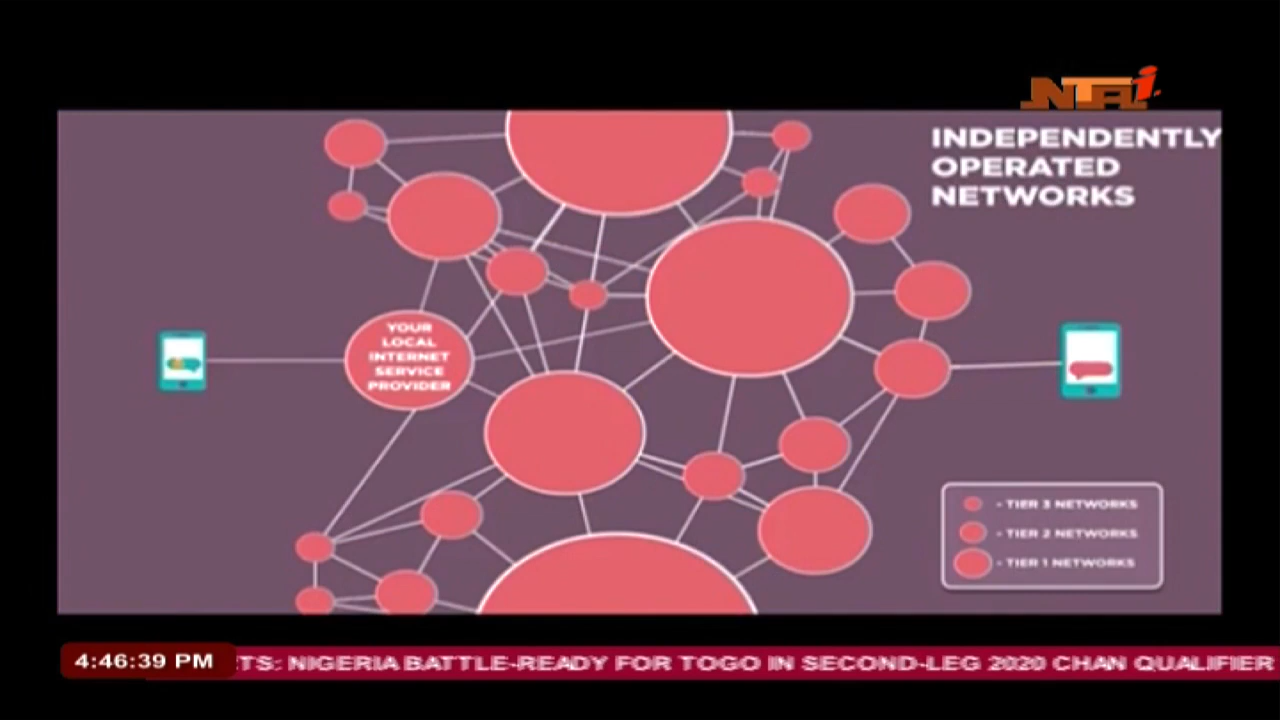 NTAi
INDEPENDENTLY
OPERATED
NETWORKS
YOUR
LOCAL
INTERNET
SERVICE
PROVIDER
- TIER 3 NETWORKS
- TIER 2 NETWORKS
- TIER 1 NETWORKS
4:46:39 PM
TS: NIGERIA BATTLE-READY FOR TOGO IN SECOND-LEG 2020 CHAN QUALIFIER